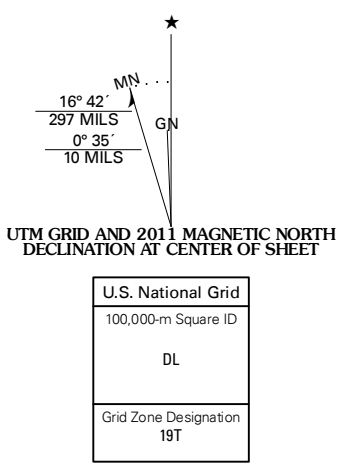 ★
MN
16° 42´
297 MILS
GN
0° 35´
10 MILS
UTM GRID AND 2011 MAGNETIC NORTH
DECLINATION AT CENTER OF SHEET
U.S. National Grid
100,000-m Square ID
DL
Grid Zone Designation
19T